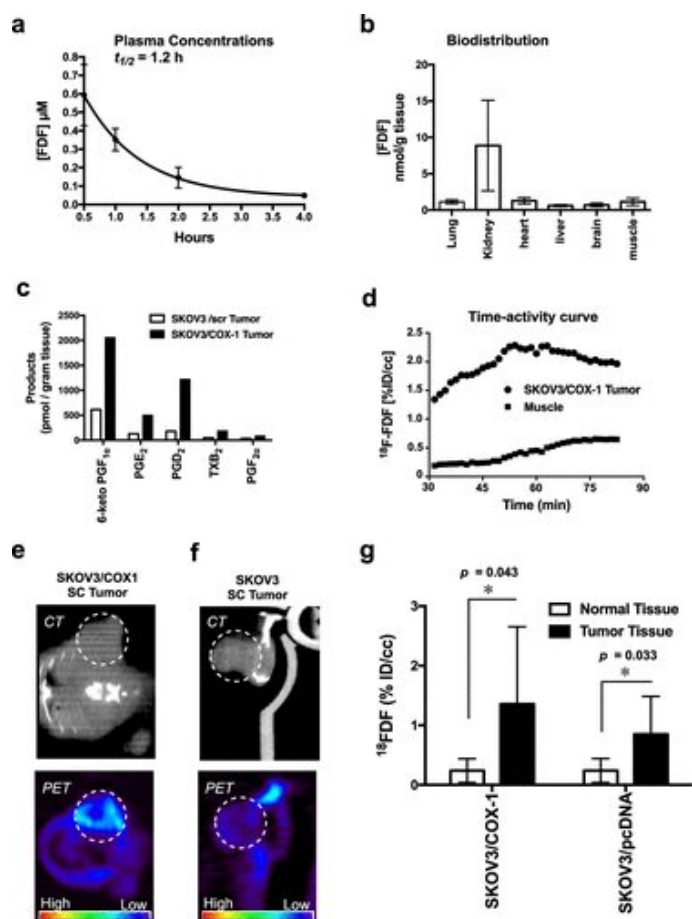 a
Plasma Concentrations
t1/2 = 1.2 h
0.8
0.7
0.6
0.5
0.4
0.3
0.2
0.1
0.0
[FDF] µM
0.5 1.0 2.0 3.0 4.0
Hours
b
Biodistribution
20
15
10
5
0
[FDF]
nmol/g tissue
Lung
Kidney
heart
liver
brain
muscle
c
SKOV3 /scr Tumor
SKOV3/COX-1 Tumor
2500
2000
1500
1000
500
0
Products
(pmol / gram tissue)
6-keto PGF1α
PGE2
PGD2
TXB2
PGF2α
d
Time-activity curve
2.5
2.0
1.5
1.0
0.5
0.0
18F-FDF [%ID/cc]
SKOV3/COX-1 Tumor
Muscle
30 45 60 75 90
Time (min)
e
SKOV3/COX1
SC Tumor
CT
PET
High Low
f
SKOV3
SC Tumor
CT
PET
High Low
g
p = 0.043
*
Normal Tissue
Tumor Tissue
p = 0.033
*
3
2
1
0
18FDF (% ID/cc)
SKOV3/COX-1
SKOV3/pcDNA